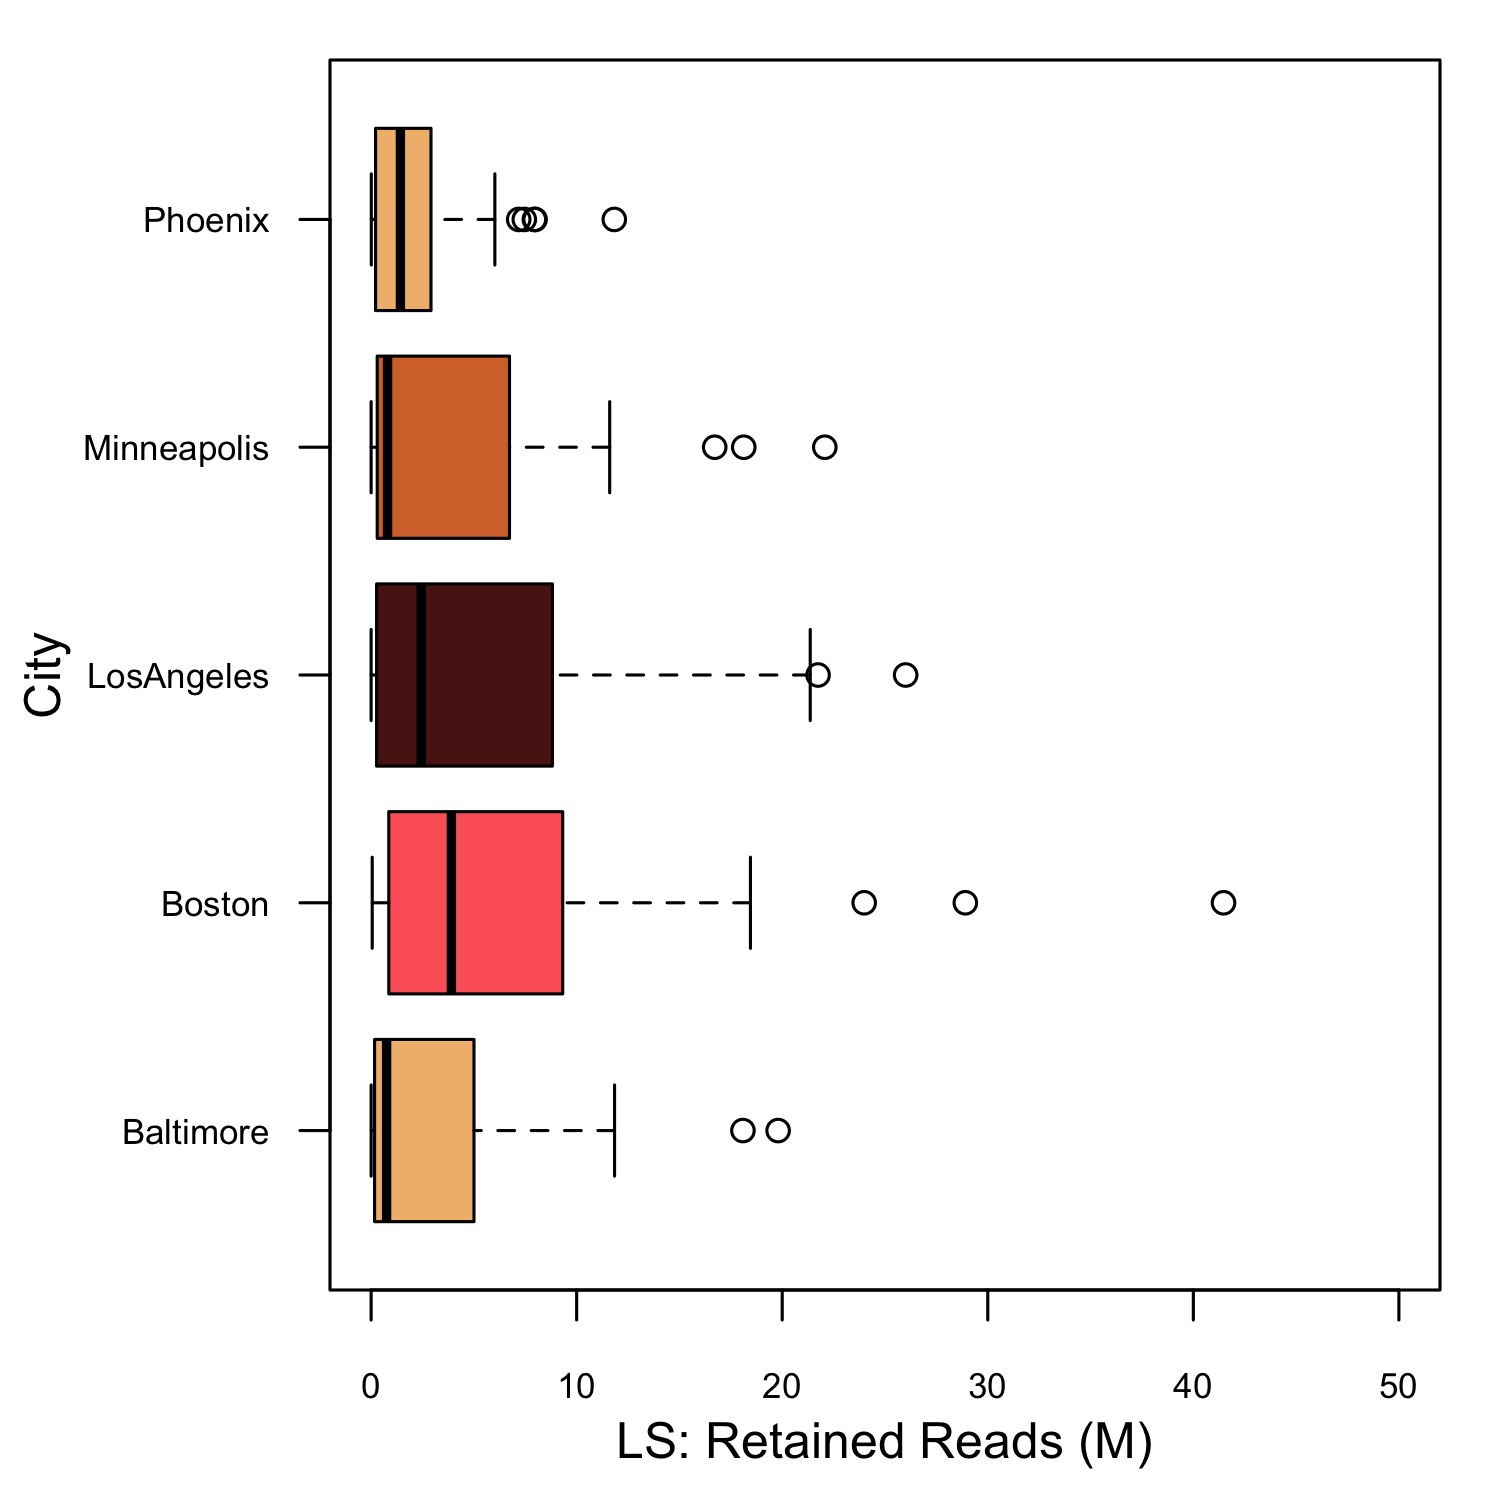 Phoenix
Minneapolis
LosAngeles
Boston
Baltimore
City
0 10 20 30 40 50
LS: Retained Reads (M)